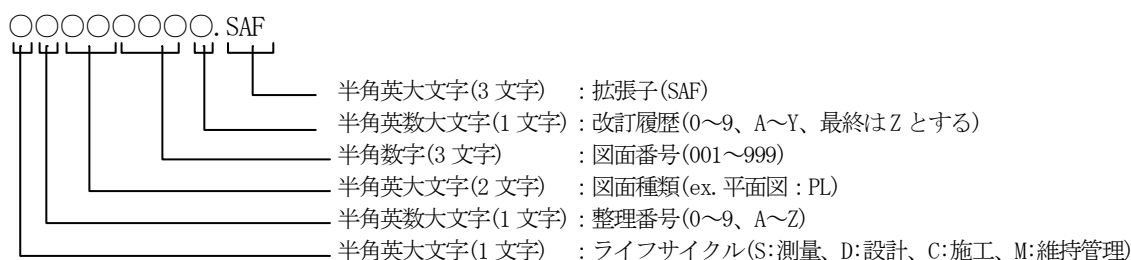 ○○○○○○○○.SAF
半角英大文字(3 文字)　：拡張子(SAF)
半角英数大文字(1 文字)：改訂履歴(0～9、A～Y、最終は Z とする)
半角数字(3 文字)　：図面番号(001～999)
半角英大文字(2 文字)　：図面種類(ex.平面図：PL)
半角英数大文字(1 文字)：整理番号(0～9、A～Z)
半角英大文字(1 文字)　：ライフサイクル(S:測量、D:設計、C:施工、M:維持管理)